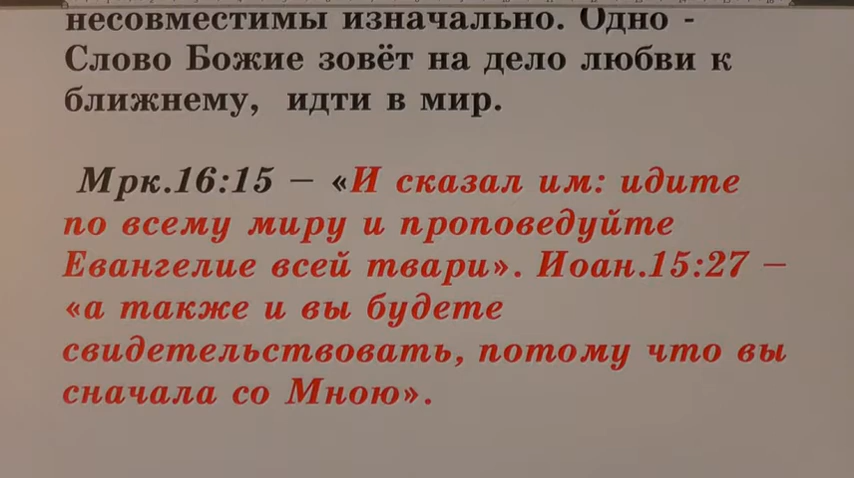 несовместимы изначально. Одно -
Слово Божие зовёт на дело любви к
ближнему, идти в мир.
Мрк.16:15 – «И сказал им: идите
по всему миру и проповедуйте
Евангелие всей твари». Иоан.15:27 –
«а также и вы будете
свидетельствовать, потому что вы
сначала со Мною».